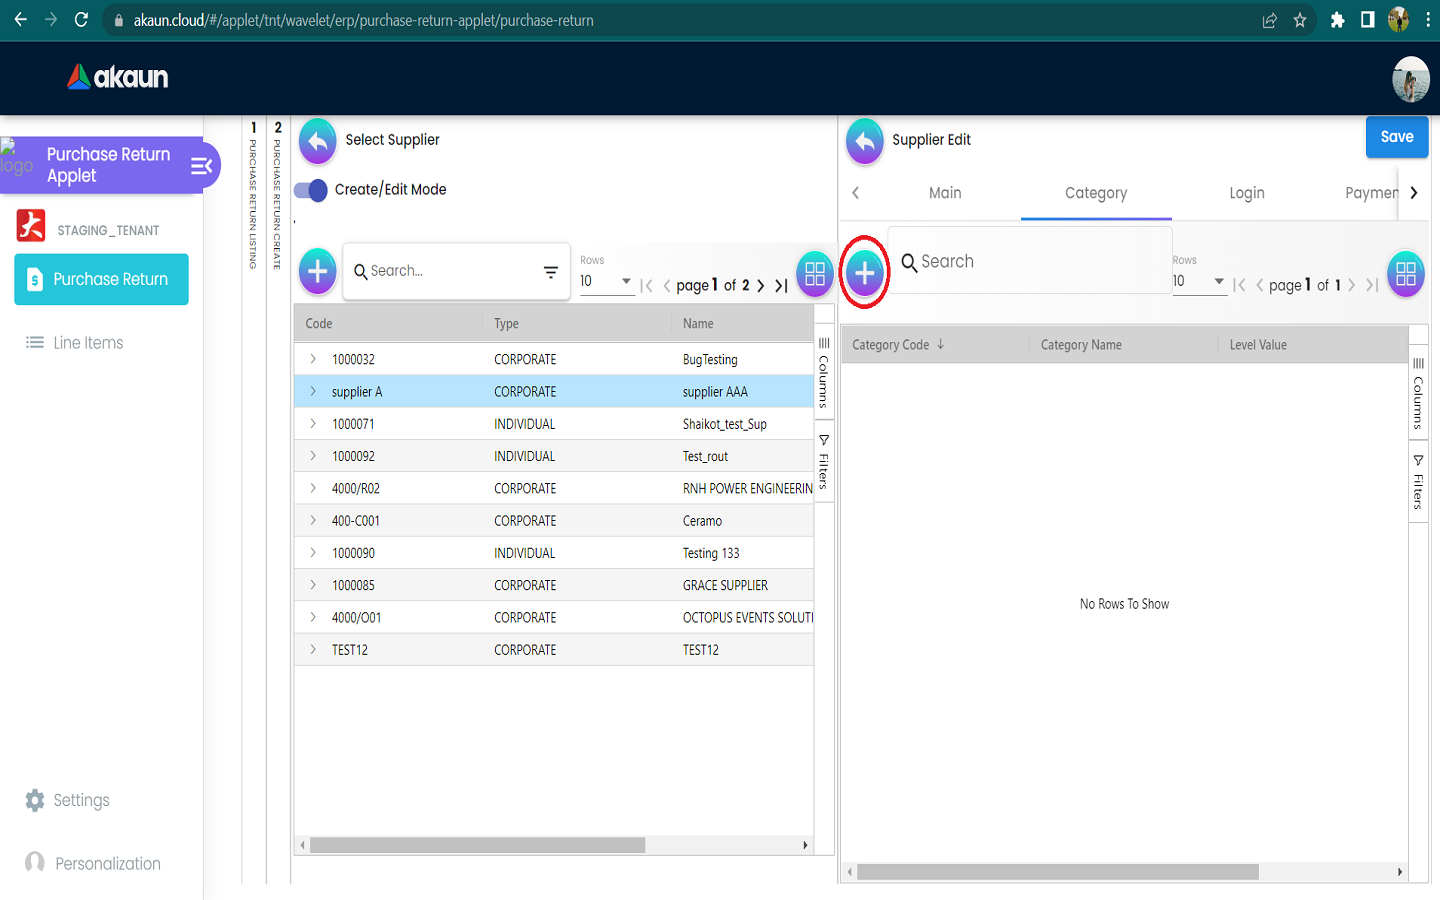 akaun.cloud/#/applet/tnt/wavelet/erp/purchase-return-applet/purchase-return
akaun
logo
Purchase Return
Applet
STAGING_TENANT
Purchase Return
Line Items
Settings
Personalization
1 PURCHASE RETURN LISTING
2 PURCHASE RETURN CREATE
Select Supplier
Create/Edit Mode
Search...
Rows
10
page 1 of 2
Code Type Name
1000032 CORPORATE BugTesting
supplier A CORPORATE supplier AAA
1000071 INDIVIDUAL Shaikot_test_Sup
1000092 INDIVIDUAL Test_rout
4000/R02 CORPORATE RNH POWER ENGINEERIN
400-C001 CORPORATE Ceramo
1000090 INDIVIDUAL Testing 133
1000085 CORPORATE GRACE SUPPLIER
4000/O01 CORPORATE OCTOPUS EVENTS SOLUTI
TEST12 CORPORATE TEST12
Columns
Filters
Supplier Edit
Save
Main Category Login Paymen
Search
Rows
10
page 1 of 1
Category Code Category Name Level Value
No Rows To Show
Columns
Filters